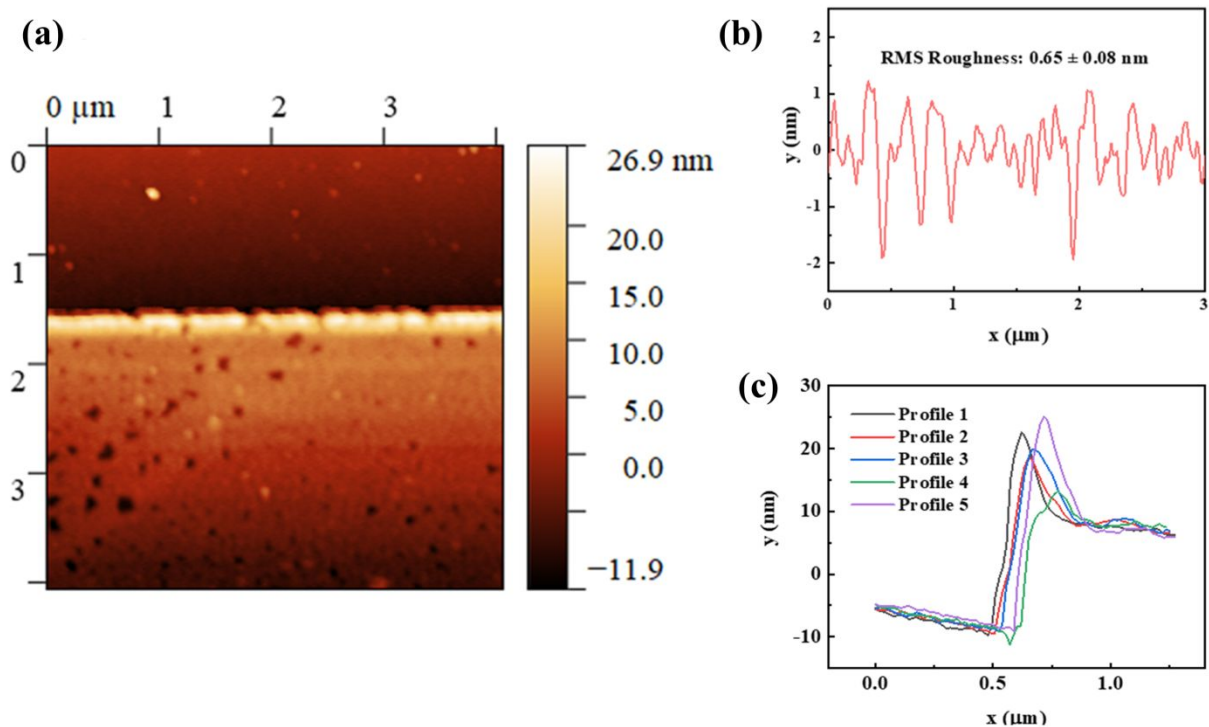 (a)
0 µm 1 2 3
0
1
2
3
26.9 nm
20.0
15.0
10.0
5.0
0.0
−11.9
(b)
RMS Roughness: 0.65 ± 0.08 nm
y (nm)
2
1
0
-1
-2
0 1 2 3
x (µm)
(c)
Profile 1
Profile 2
Profile 3
Profile 4
Profile 5
y (nm)
30
20
10
0
-10
0.0 0.5 1.0
x (µm)